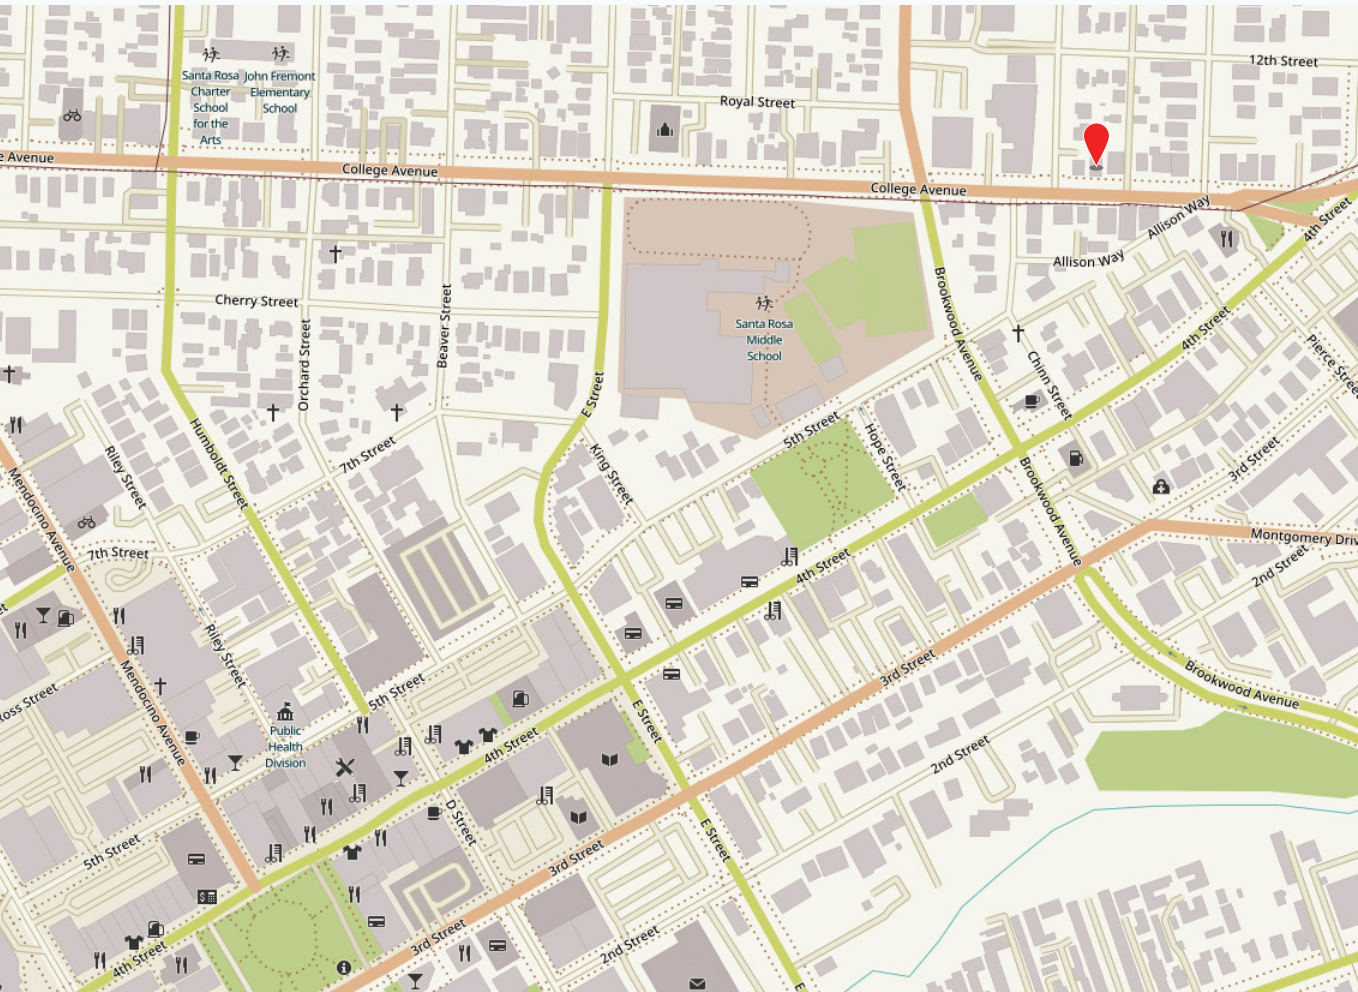 12th Street
Santa Rosa
Charter
School
for the
Arts
John Fremont
Elementary
School
Royal Street
e Avenue
College Avenue
College Avenue
Allison Way
4th Street
Allison Way
Cherry Street
Brookwood Avenue
Beaver Street
Orchard Street
Santa Rosa
Middle
School
4th Street
Pierce Street
Chinn Street
E Street
5th Street
Hope Street
Humboldt Street
7th Street
King Street
Riley Street
3rd Street
Mendocino Avenue
Brookwood Avenue
Montgomery Driv
7th Street
4th Street
2nd Street
et
Riley Street
3rd Street
Brookwood Avenue
Mendocino Avenue
oss Street
5th Street
E Street
Public
Health
Division
4th Street
2nd Street
D Street
E Street
5th Street
3rd Street
3rd Street
2nd Street
4th Street
E